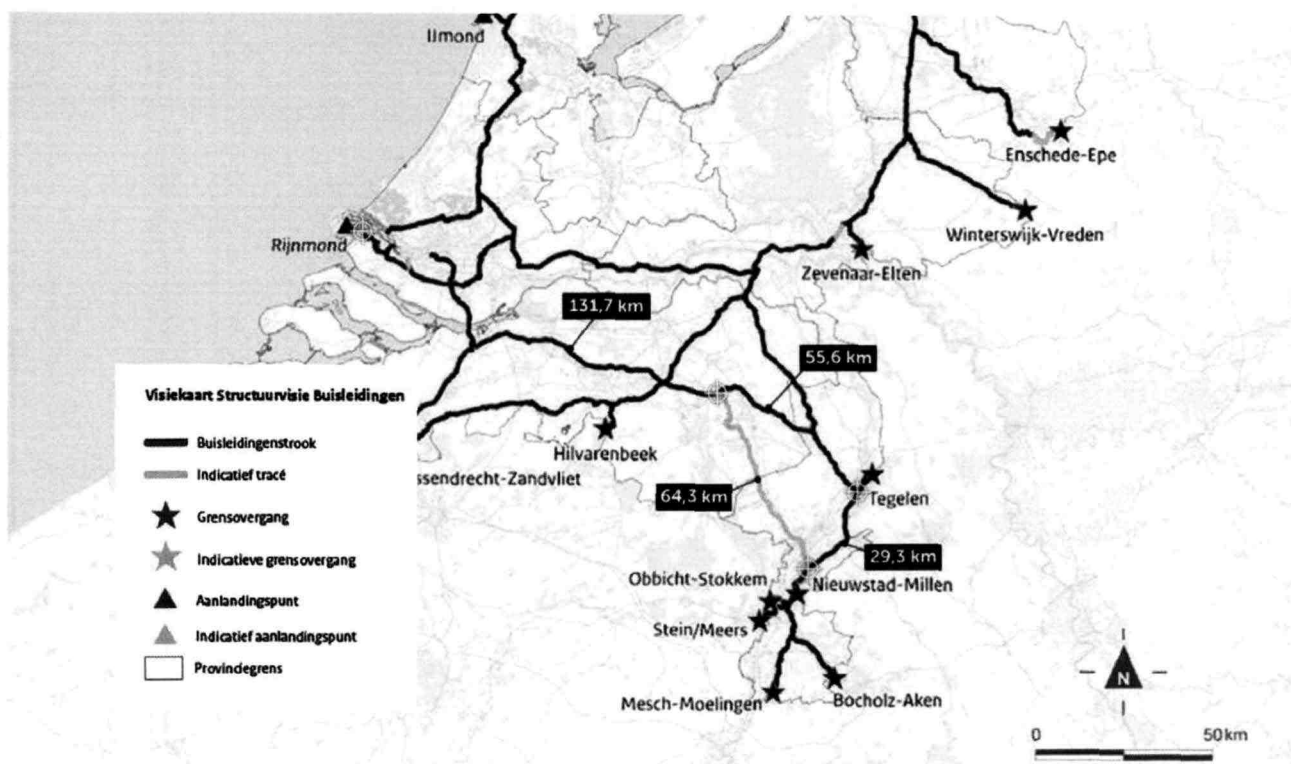 IJmond
Enschede-Epe
Winterswijk-Vreden
Rijnmond
Zevenaar-Elten
131,7 km
55,6 km
Visiekaart Structuurvisie Buisleidingen
Buisleidingenstrook
Indicatief tracé
Grensovergang
Indicatieve grensovergang
Aanlandingspunt
Indicatief aanlandingspunt
Provinciegrens
Hilvarenbeek
ssendrecht-Zandvliet
64,3 km
Tegelen
29,3 km
Obbicht-Stokkem
Nieuwstad-Millen
Stein/Meers
Mesch-Moelingen
Bocholz-Aken
N
0
50 km